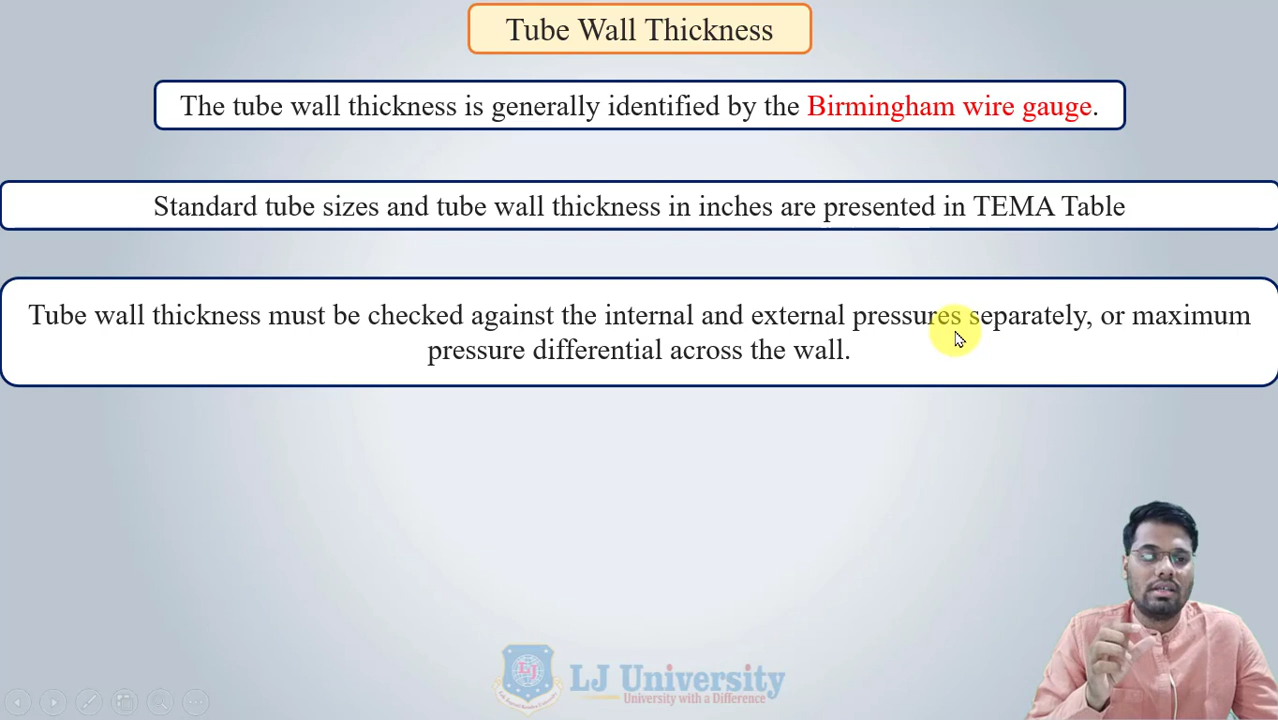 Tube Wall Thickness
The tube wall thickness is generally identified by the Birmingham wire gauge.
Standard tube sizes and tube wall thickness in inches are presented in TEMA Table
Tube wall thickness must be checked against the internal and external pressures separately, or maximum
pressure differential across the wall.
LJ
LJ University
University with a Difference